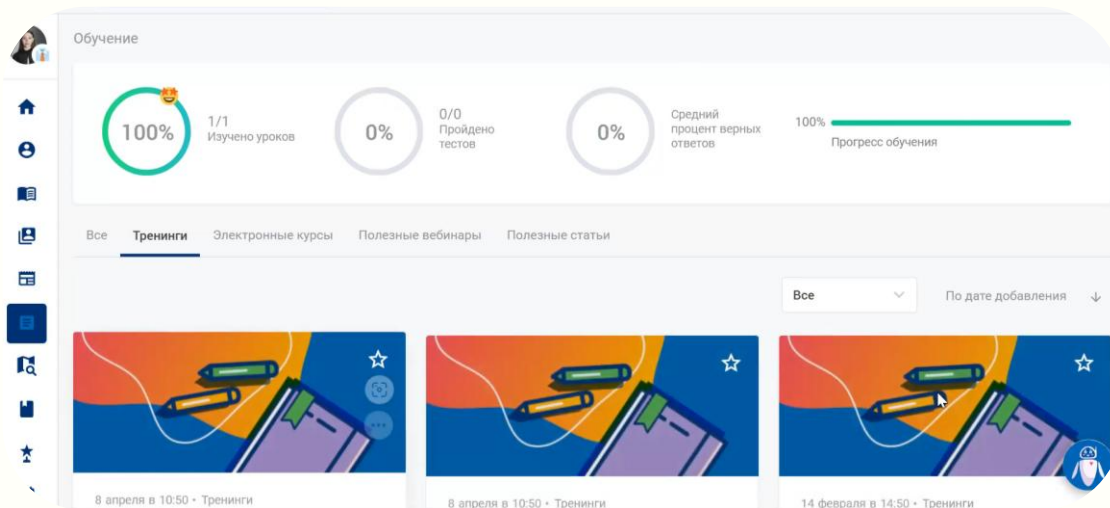 Обучение
100%
1/1
Изучено уроков
0%
0/0
Пройдено
тестов
0%
Средний
процент верных
ответов
100%
Прогресс обучения
Все
Тренинги
Электронные курсы
Полезные вебинары
Полезные статьи
Все
По дате добавления
8 апреля в 10:50 • Тренинги
8 апреля в 10:50 • Тренинги
14 февраля в 14:50 • Тренинги